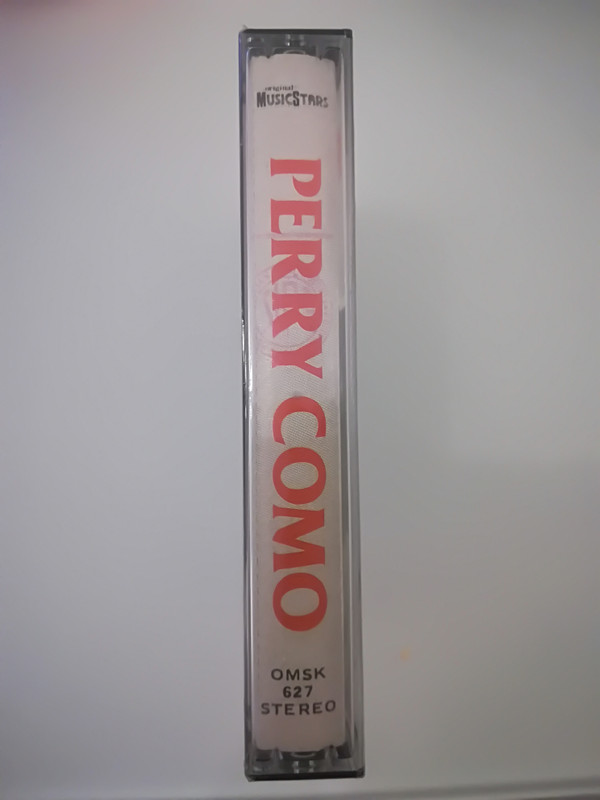 original
MUSICSTARS
PERRY COMO
OMSK
627
STEREO